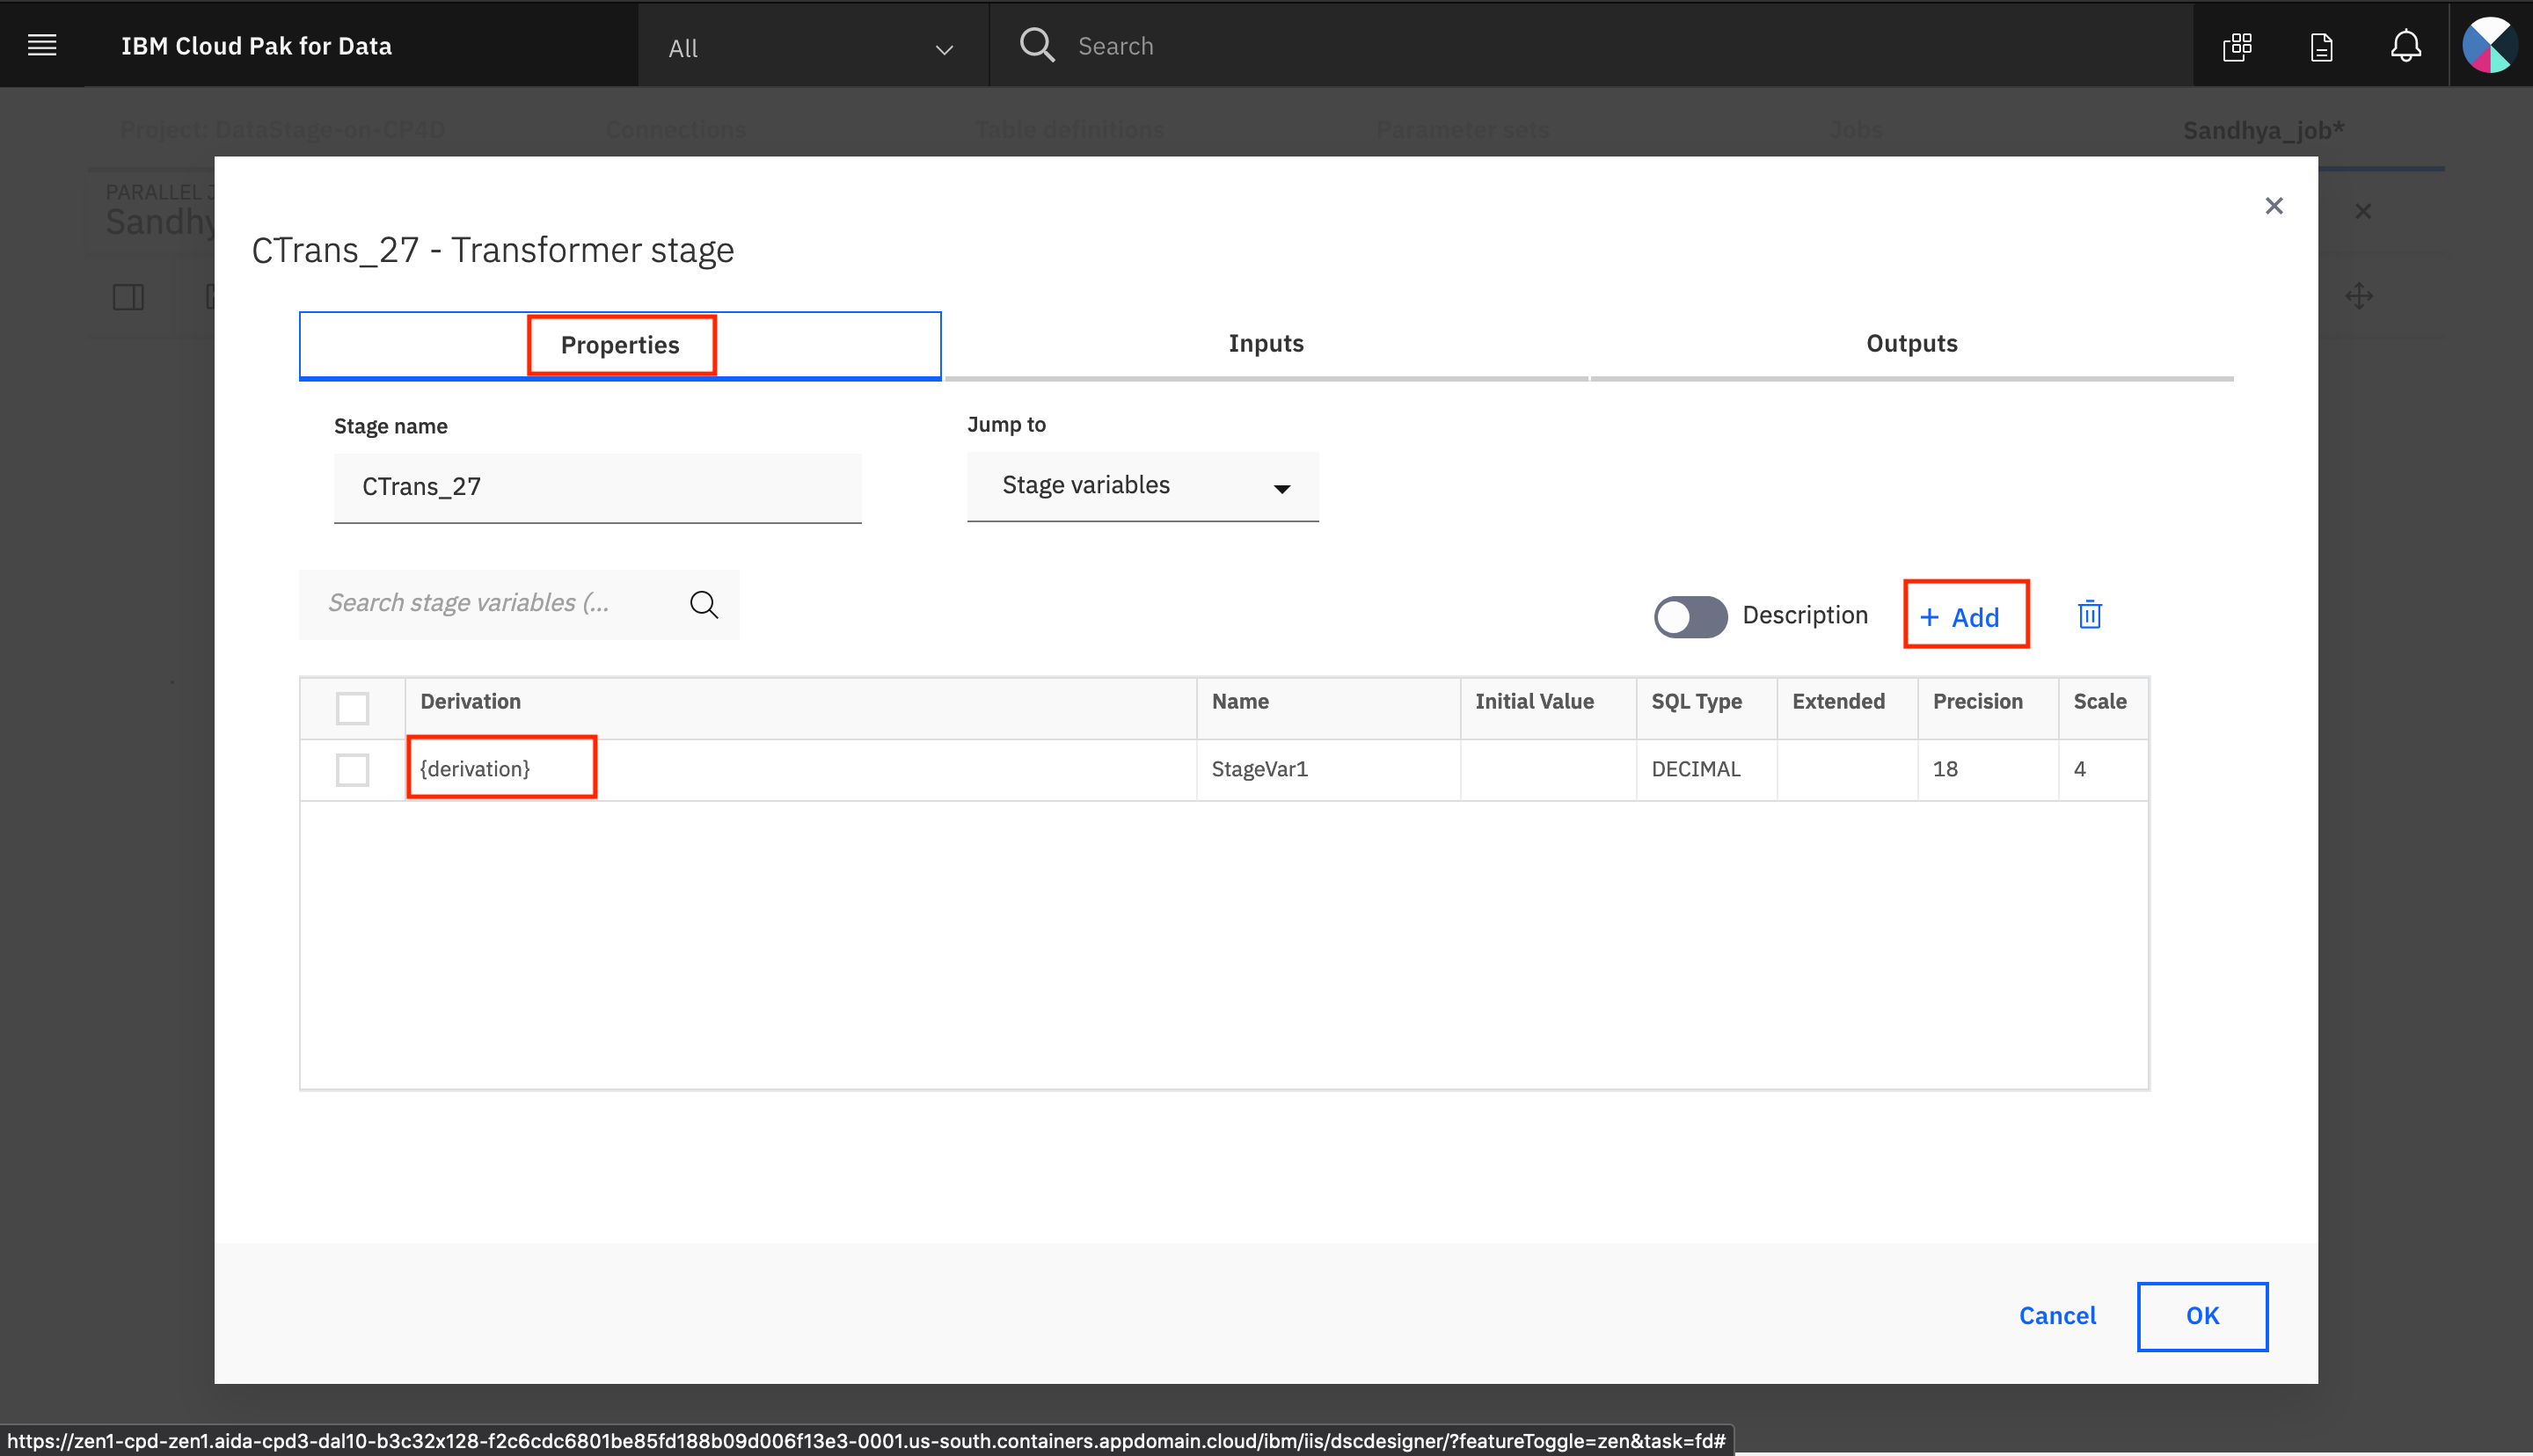 IBM Cloud Pak for Data
All
Search
Project: DataStage-on-CP4D
Connections
Table definitions
Parameter sets
Jobs
Sandhya_job*
PARALLEL J
Sandhy
CTrans_27 - Transformer stage
Properties
Inputs
Outputs
Stage name
Jump to
CTrans_27
Stage variables
Search stage variables (...
Description
+ Add
Derivation Name Initial Value SQL Type Extended Precision Scale
{derivation} StageVar1 DECIMAL 18 4
Cancel
OK
https://zen1-cpd-zen1.aida-cpd3-dal10-b3c32x128-f2c6cdc6801be85fd188b09d006f13e3-0001.us-south.containers.appdomain.cloud/ibm/iis/dscdesigner/?featureToggle=zen&task=fd#